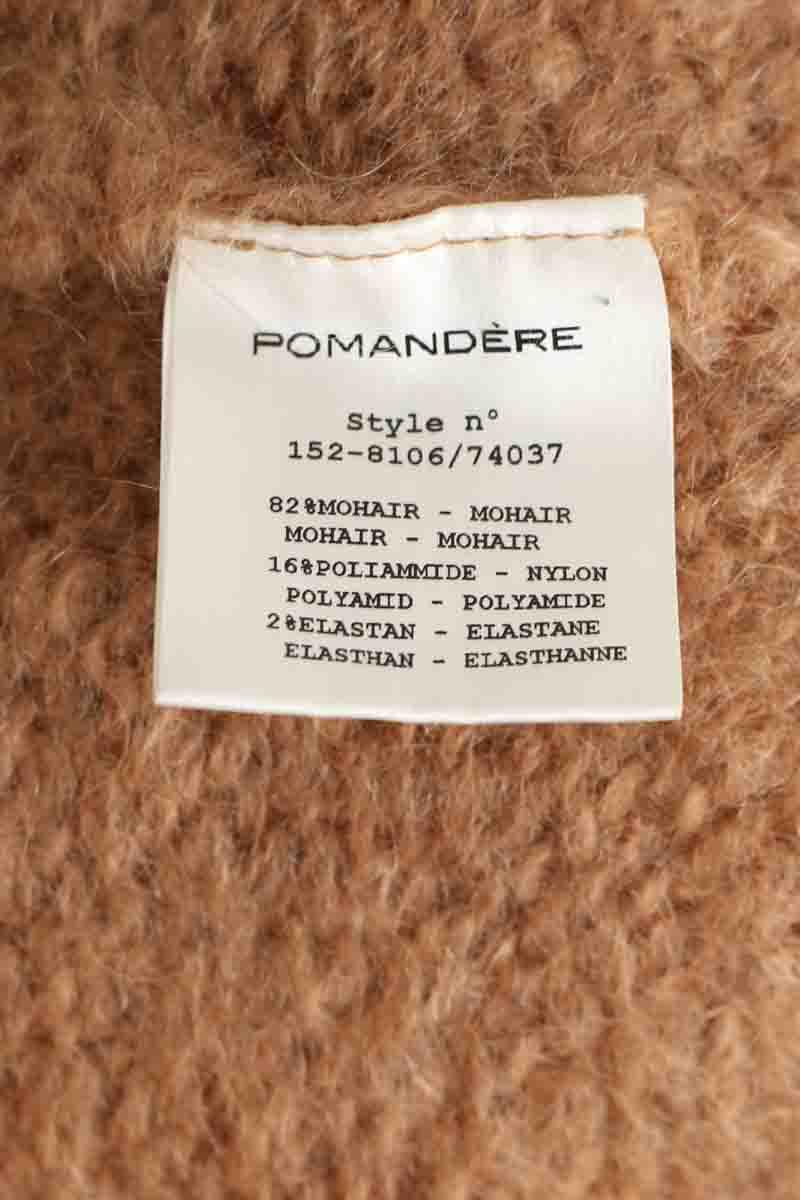 POMANDÈRE
Style n°
152-8106/74037
82%MOHAIR - MOHAIR
MOHAIR - MOHAIR
16%POLIAMMIDE - NYLON
POLYAMID - POLYAMIDE
2%ELASTAN - ELASTANE
ELASTHAN - ELASTHANNE